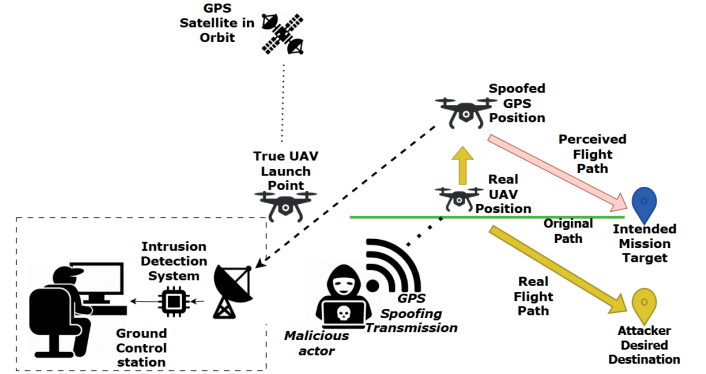 GPS
Satellite in
Orbit
Spoofed
GPS
Position
Perceived
Flight
Path
True UAV
Launch
Point
Real
UAV
Position
Original
Path
Intended
Mission
Target
Intrusion
Detection
System
Real
Flight
Path
GPS
Spoofing
Transmission
Malicious
actor
Ground
Control
station
Attacker
Desired
Destination